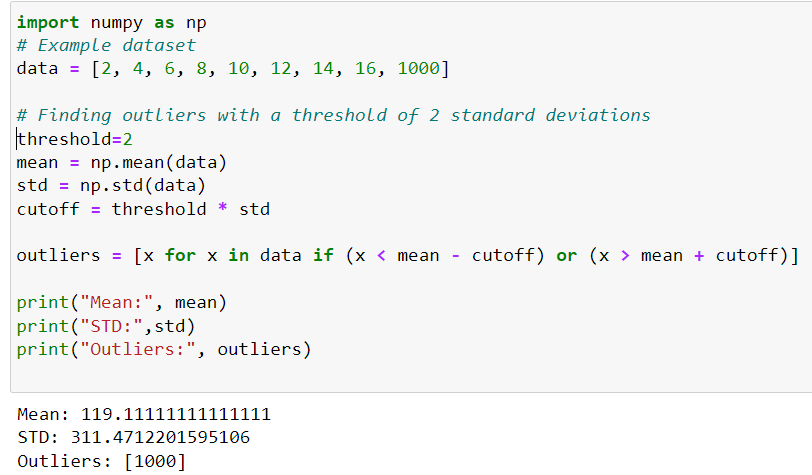 import numpy as np
# Example dataset
data = [2, 4, 6, 8, 10, 12, 14, 16, 1000]
# Finding outliers with a threshold of 2 standard deviations
threshold=2
mean = np.mean(data)
std = np.std(data)
cutoff = threshold * std
outliers = [x for x in data if (x < mean - cutoff) or (x > mean + cutoff)]
print("Mean:", mean)
print("STD:",std)
print("Outliers:", outliers)
Mean: 119.11111111111111
STD: 311.4712201595106
Outliers: [1000]